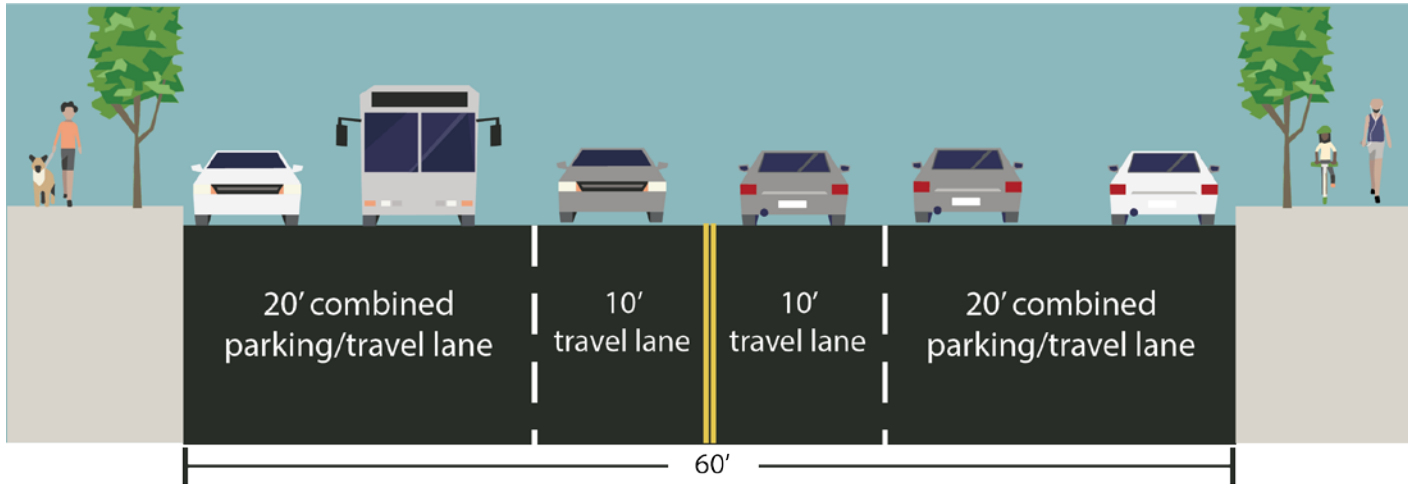 20’ combined
parking/travel lane
10’
travel lane
10’
travel lane
20’ combined
parking/travel lane
60’